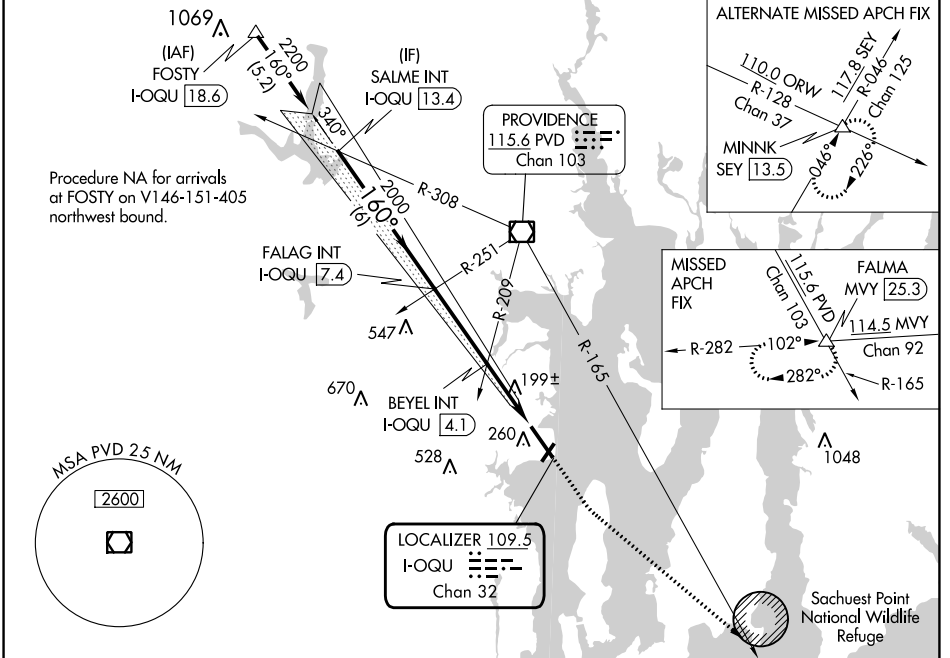 1069
(IAF)
FOSTY
I-OQU 18.6
2200
160°
(5.2)
(IF)
SALME INT
I-OQU 13.4
340°
Procedure NA for arrivals
at FOSTY on V146-151-405
northwest bound.
R-308
2000
160°
(6)
PROVIDENCE
115.6 PVD
Chan 103
FALAG INT
I-OQU 7.4
R-251
R-209
R-165
547
670
BEYEL INT
I-OQU 4.1
199±
260
528
1048
MSA PVD 25 NM
2600
LOCALIZER 109.5
I-OQU
Chan 32
Sachuest Point
National Wildlife
Refuge
ALTERNATE MISSED APCH FIX
110.0 ORW
R-128
Chan 37
117.8 SEY
R-046
Chan 125
MINNK
SEY 13.5
046°
226°
MISSED
APCH
FIX
115.6 PVD
Chan 103
FALMA
MVY 25.3
114.5 MVY
Chan 92
R-282
102°
282°
R-165